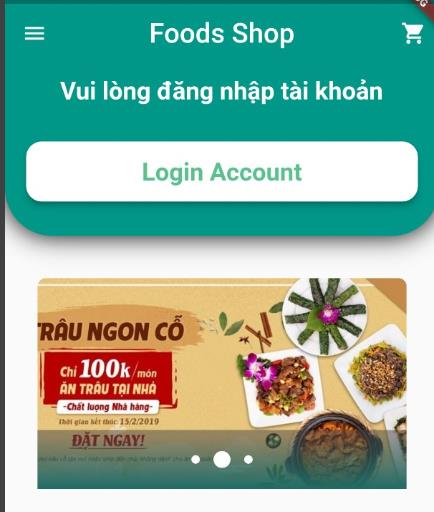 Foods Shop
Vui lòng đăng nhập tài khoản
Login Account
TRÂU NGON CỖ
Chỉ 100k/món
ĂN TRÂU TẠI NHÀ
-Chất lượng Nhà hàng-
Thời gian kết thúc: 15/2/2019
ĐẶT NGAY!